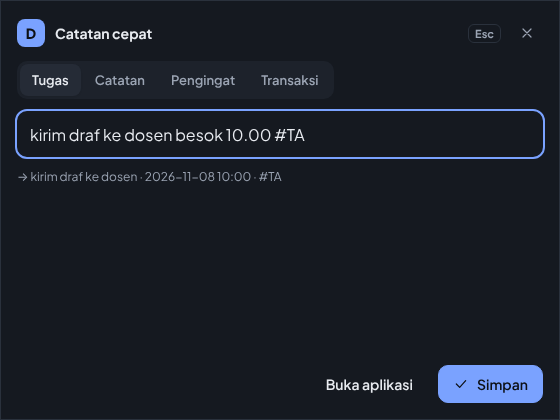 D Catatan cepat Esc
Tugas Catatan Pengingat Transaksi
kirim draf ke dosen besok 10.00 #TA
→ kirim draf ke dosen · 2026-11-08 10:00 · #TA
Buka aplikasi Simpan